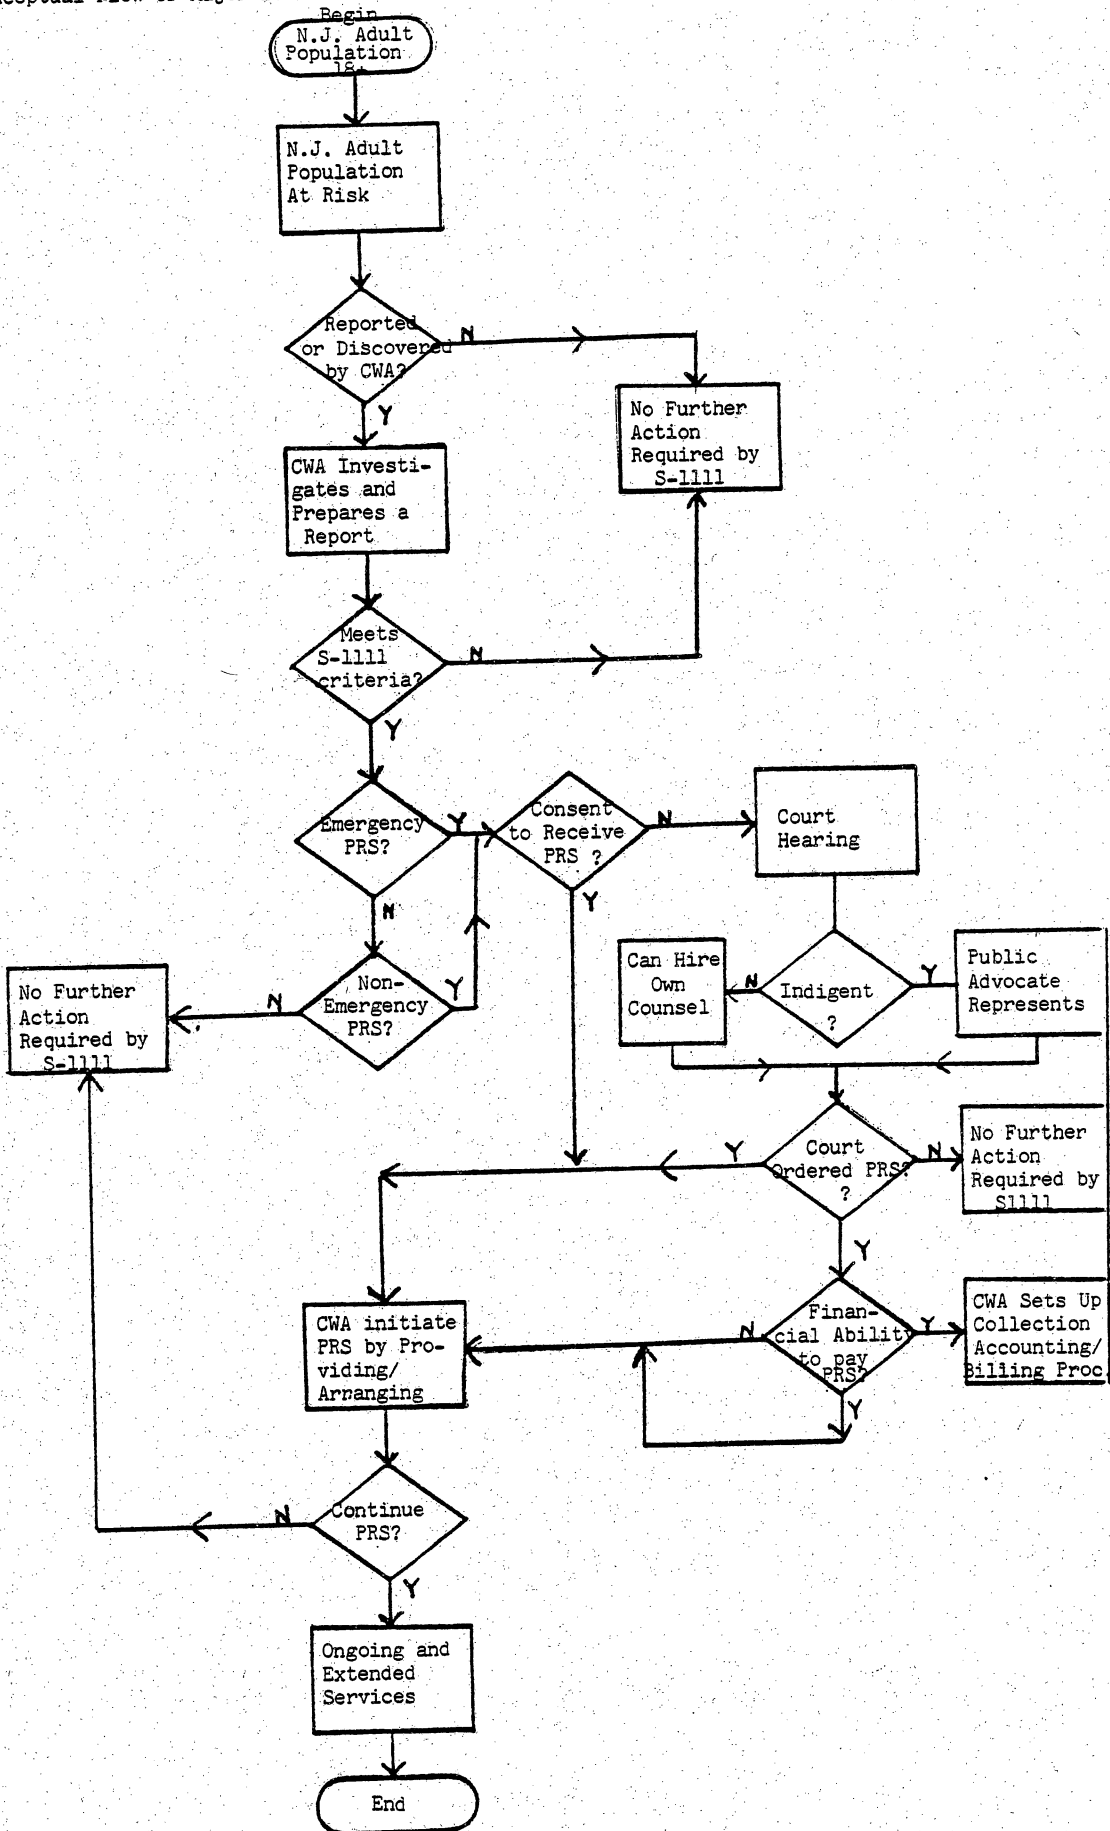 Begin
N.J. Adult
Population
18+
N.J. Adult
Population
At Risk
Reported
or Discovered
by CWA?
N
Y
No Further
Action
Required by
S-1111
CWA Investi-
gates and
Prepares a
Report
Meets
S-1111
criteria?
N
Y
Emergency
PRS?
Y
N
Consent
to Receive
PRS ?
N
Y
Court
Hearing
Non-
Emergency
PRS?
Y
N
No Further
Action
Required by
S-1111
Can Hire
Own
Counsel
N
Indigent
?
Y
Public
Advocate
Represents
Court
Ordered PRS?
?
Y
N
Y
No Further
Action
Required by
S1111
CWA initiate
PRS by Pro-
viding/
Arranging
N
Finan-
cial Ability
to pay
PRS?
Y
Y
CWA Sets Up
Collection
Accounting/
Billing Proc.
Continue
PRS?
N
Y
Ongoing and
Extended
Services
End